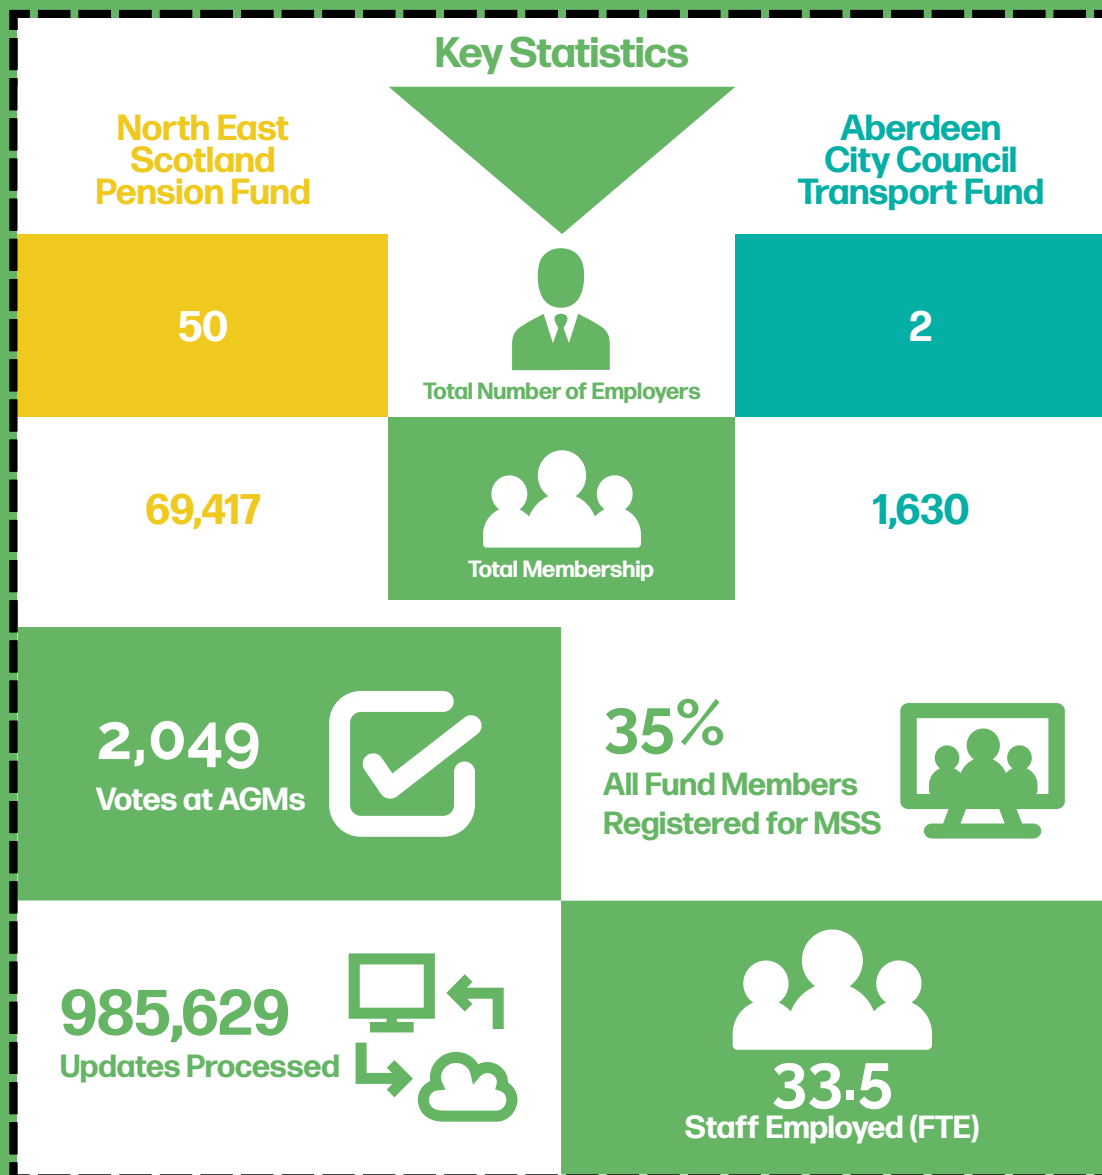 Key Statistics
North East
Scotland
Pension Fund
Aberdeen
City Council
Transport Fund
50
Total Number of Employers
2
69,417
Total Membership
1,630
2,049
Votes at AGMs
35%
All Fund Members
Registered for MSS
985,629
Updates Processed
33.5
Staff Employed (FTE)